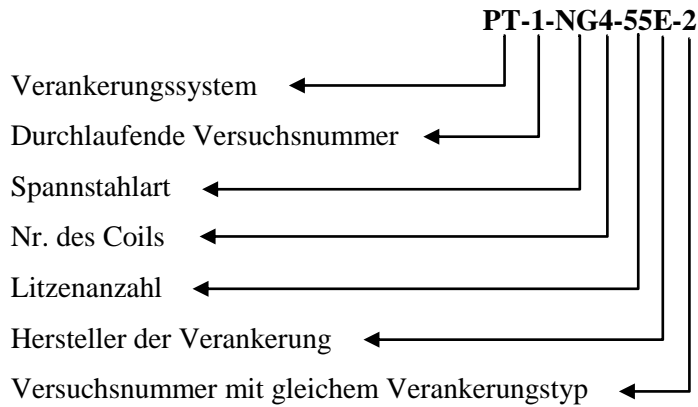 PT-1-NG4-55E-2
Verankerungssystem
Durchlaufende Versuchsnummer
Spannstahlart
Nr. des Coils
Litzenanzahl
Hersteller der Verankerung
Versuchsnummer mit gleichem Verankerungstyp